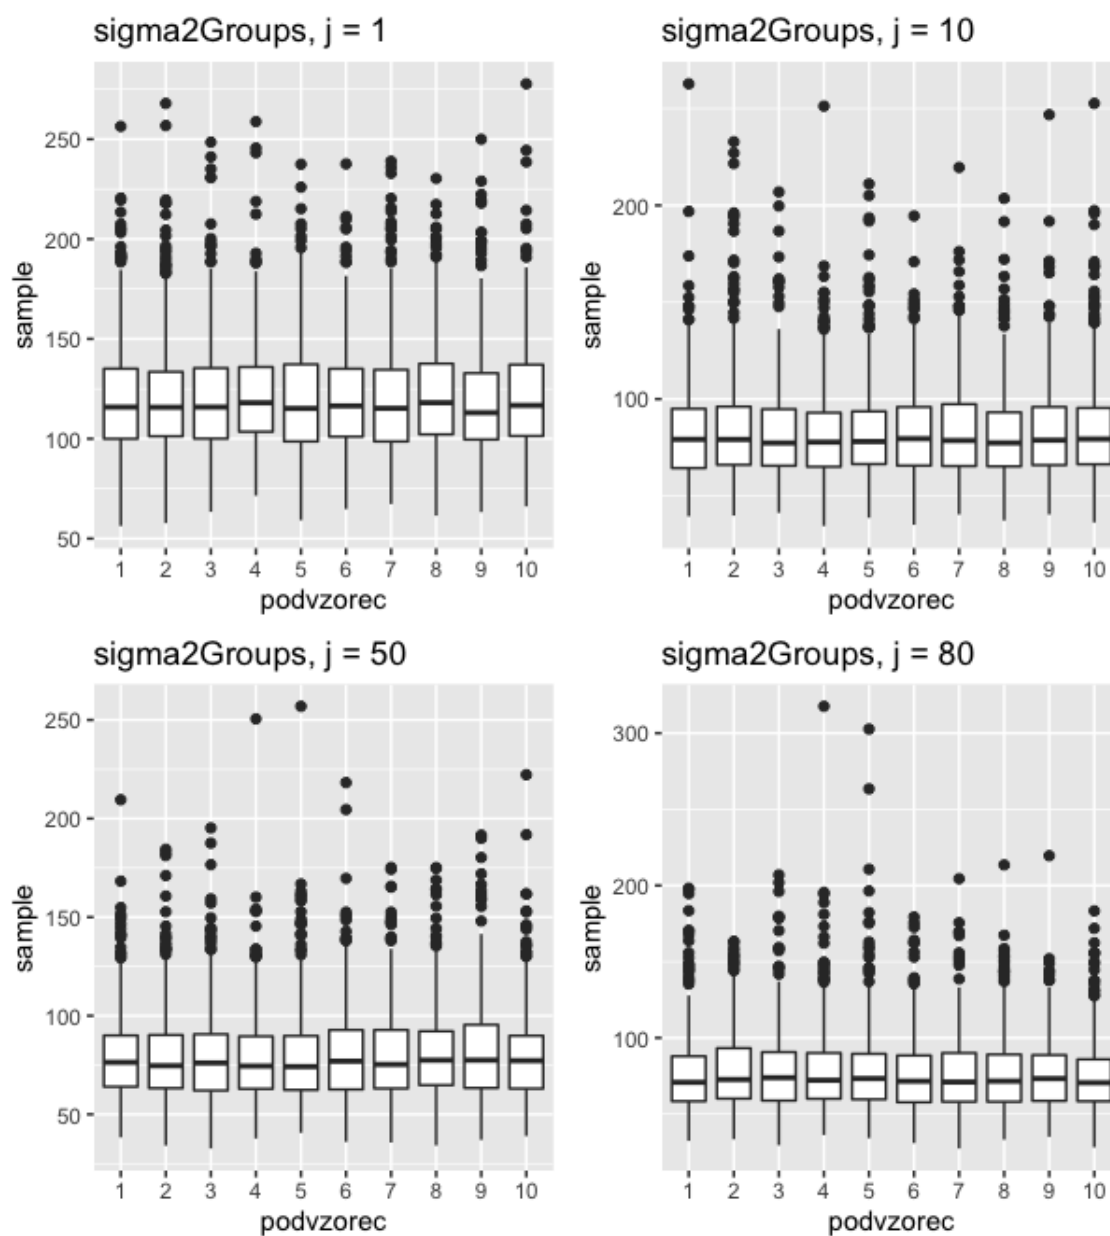 sigma2Groups, j = 1
250
200
150
100
50
sample
1 2 3 4 5 6 7 8 9 10
podvzorec
sigma2Groups, j = 10
200
100
sample
1 2 3 4 5 6 7 8 9 10
podvzorec
sigma2Groups, j = 50
250
200
150
100
50
sample
1 2 3 4 5 6 7 8 9 10
podvzorec
sigma2Groups, j = 80
300
200
100
sample
1 2 3 4 5 6 7 8 9 10
podvzorec